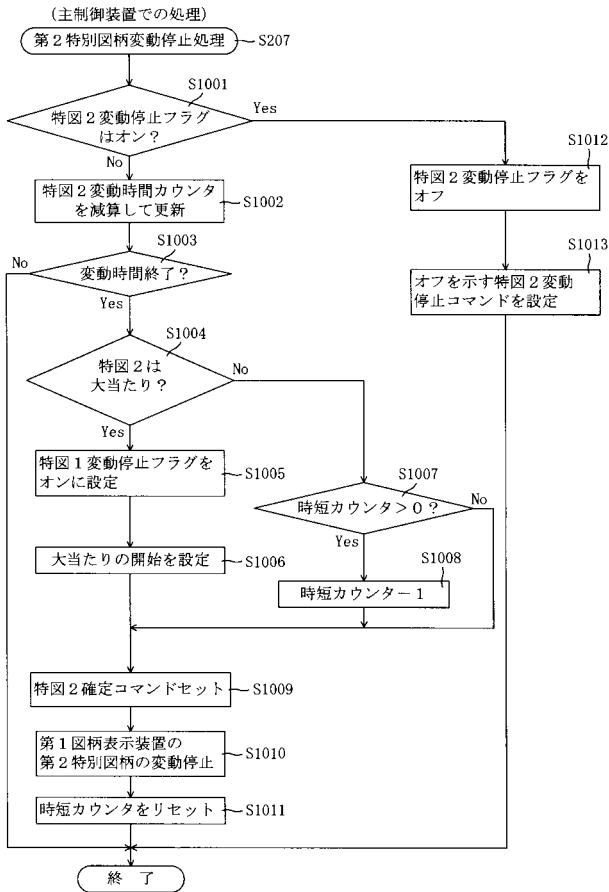 (主制御装置での処理)
第2特別図柄変動停止処理
S207
S1001
特図2変動停止フラグ
はオン?
Yes
No
S1012
特図2変動停止フラグを
オフ
特図2変動時間カウンタ
を減算して更新
S1002
S1013
オフを示す特図2変動
停止コマンドを設定
S1003
No
変動時間終了?
Yes
S1004
特図2は
大当たり?
No
Yes
特図1変動停止フラグを
オンに設定
S1005
S1007
時短カウンタ>0?
No
Yes
大当たりの開始を設定
S1006
S1008
時短カウンター1
特図2確定コマンドセット
S1009
第1図柄表示装置の
第2特別図柄の変動停止
S1010
時短カウンタをリセット
S1011
終 了